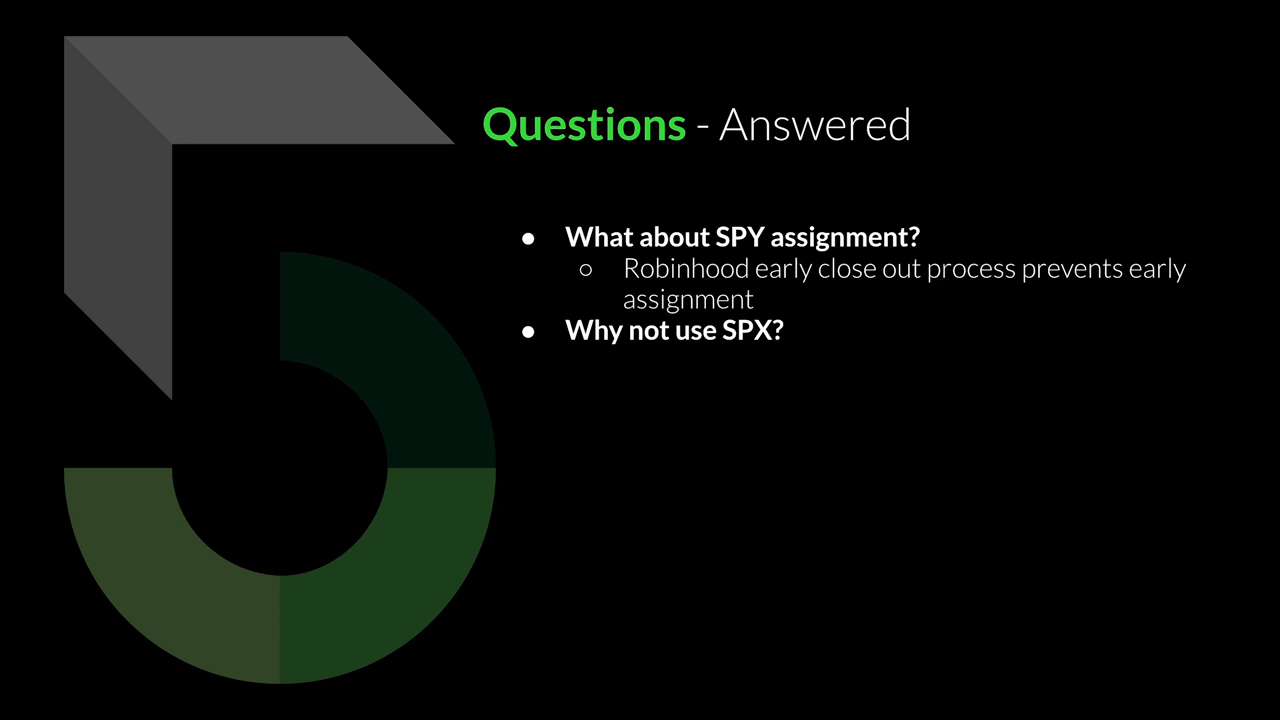 Questions - Answered
● What about SPY assignment?
○ Robinhood early close out process prevents early
assignment
● Why not use SPX?